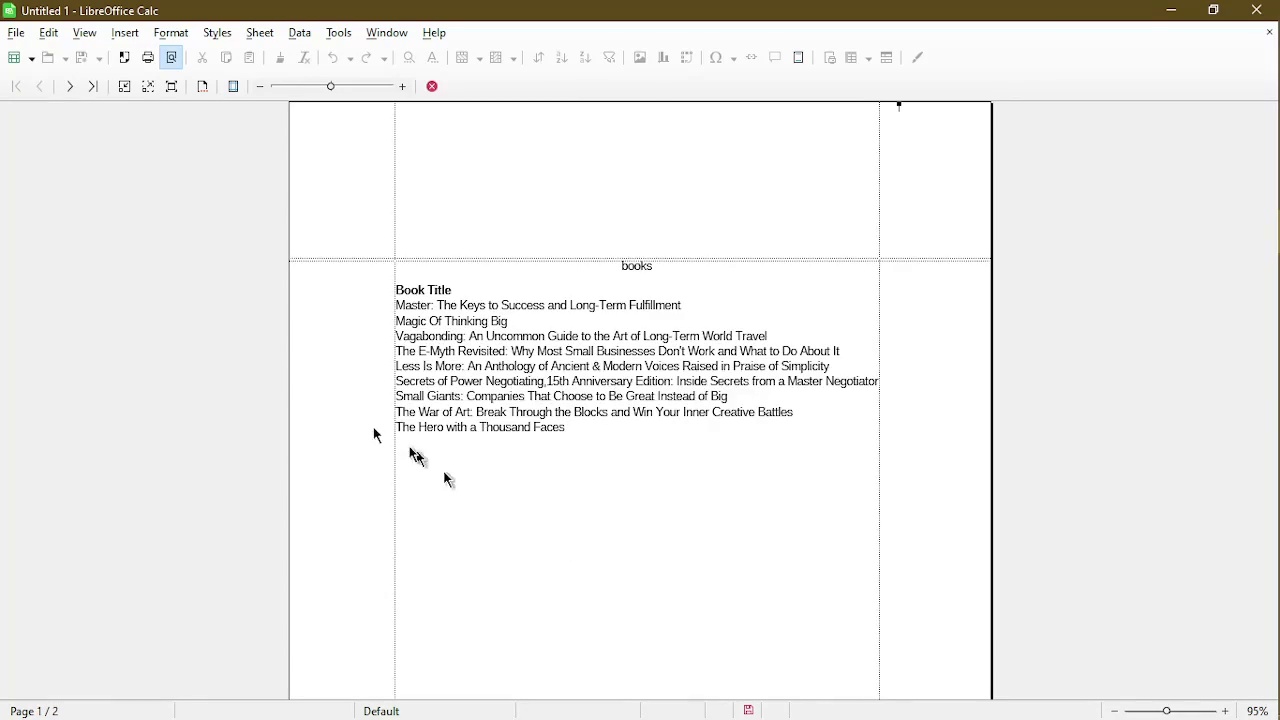 Untitled 1 - LibreOffice Calc
File Edit View Insert Format Styles Sheet Data Tools Window Help
books
Book Title
Master: The Keys to Success and Long-Term Fulfillment
Magic Of Thinking Big
Vagabonding: An Uncommon Guide to the Art of Long-Term World Travel
The E-Myth Revisited: Why Most Small Businesses Don't Work and What to Do About It
Less Is More: An Anthology of Ancient & Modern Voices Raised in Praise of Simplicity
Secrets of Power Negotiating,15th Anniversary Edition: Inside Secrets from a Master Negotiator
Small Giants: Companies That Choose to Be Great Instead of Big
The War of Art: Break Through the Blocks and Win Your Inner Creative Battles
The Hero with a Thousand Faces
Page 1 / 2 Default 95%